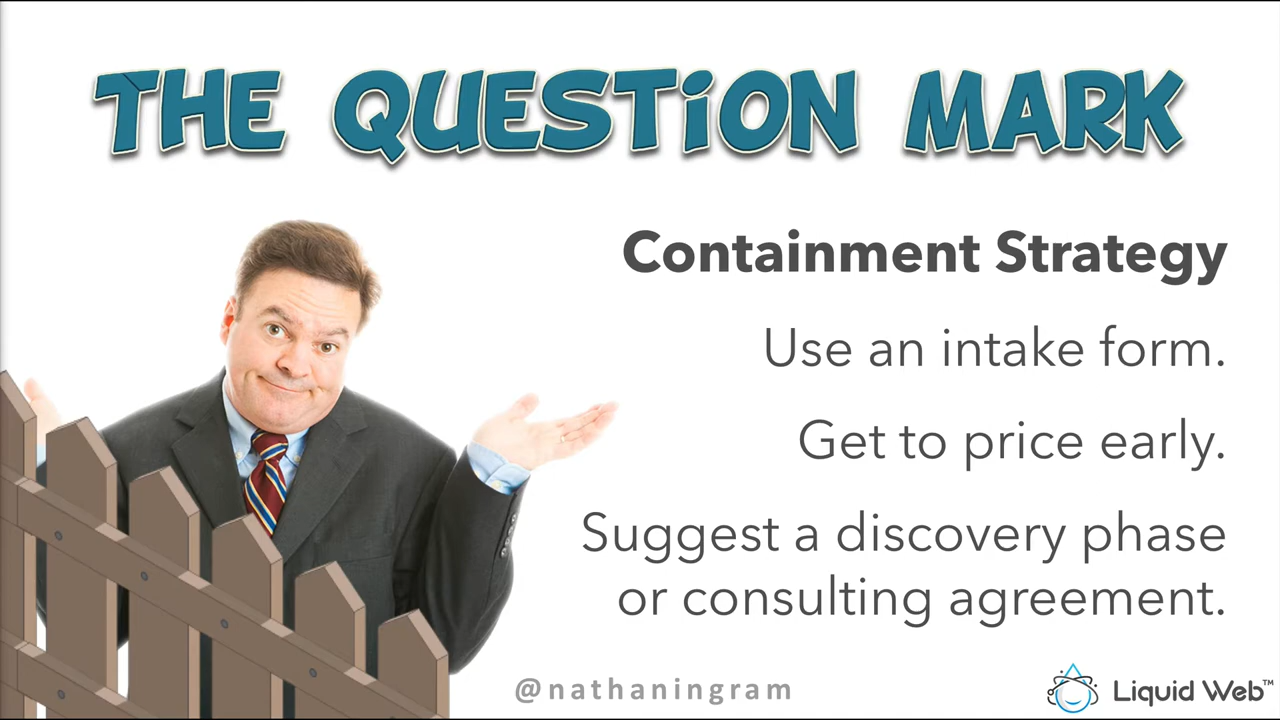 THE QUESTION MARK
Containment Strategy
Use an intake form.
Get to price early.
Suggest a discovery phase
or consulting agreement.
@nathaningram
Liquid Web™